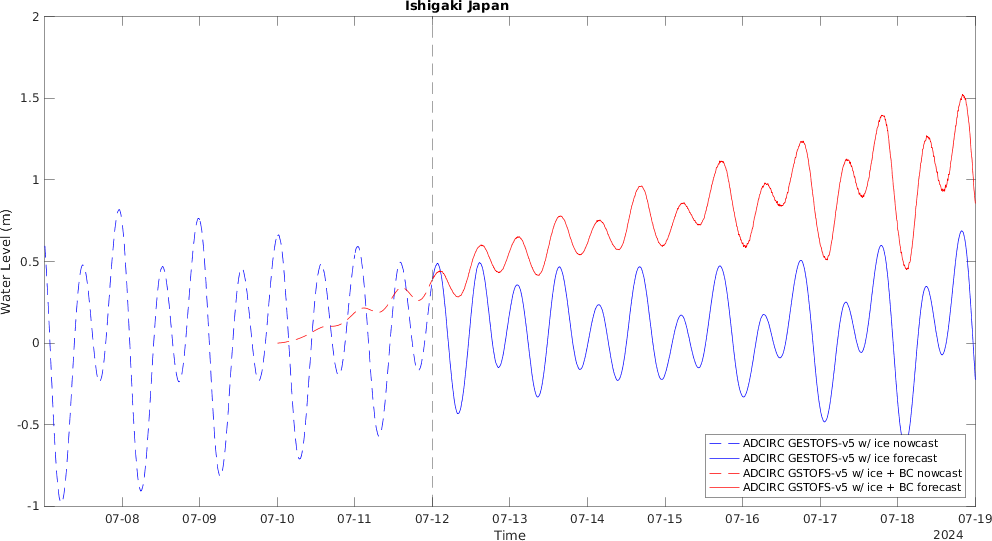 Ishigaki Japan
2
1.5
1
0.5
0
-0.5
-1
Water Level (m)
07-08 07-09 07-10 07-11 07-12 07-13 07-14 07-15 07-16 07-17 07-18 07-19
2024
Time
ADCIRC GESTOFS-v5 w/ ice nowcast
ADCIRC GESTOFS-v5 w/ ice forecast
ADCIRC GSTOFS-v5 w/ ice + BC nowcast
ADCIRC GSTOFS-v5 w/ ice + BC forecast